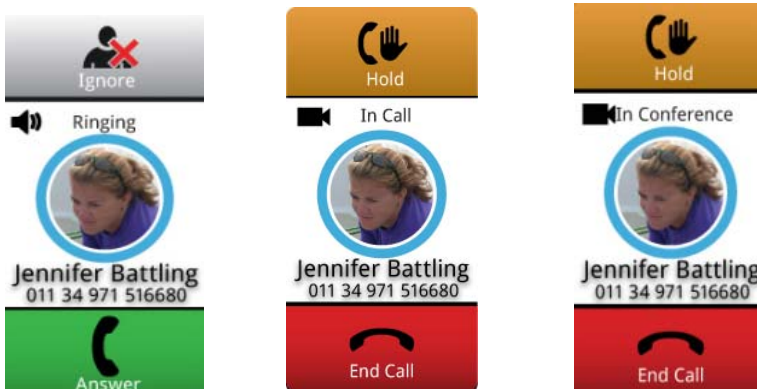 Ignore
Ringing
Jennifer Battling
011 34 971 516680
Answer
Hold
In Call
Jennifer Battling
011 34 971 516680
End Call
Hold
In Conference
Jennifer Battling
011 34 971 516680
End Call